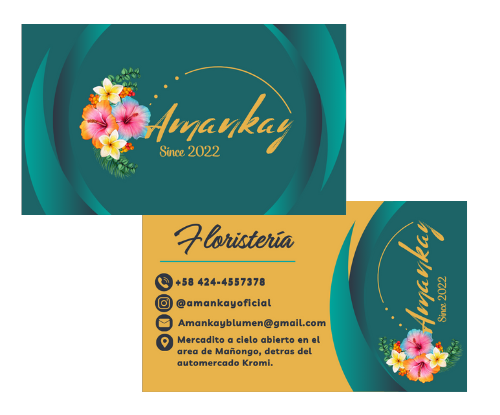 Amankay
Since 2022
Floristería
+58 424-4557378
@amankayoficial
Amankayblumen@gmail.com
Mercadito a cielo abierto en el
area de Mañongo, detras del
automercado Kromi.
Amankay
Since 2022